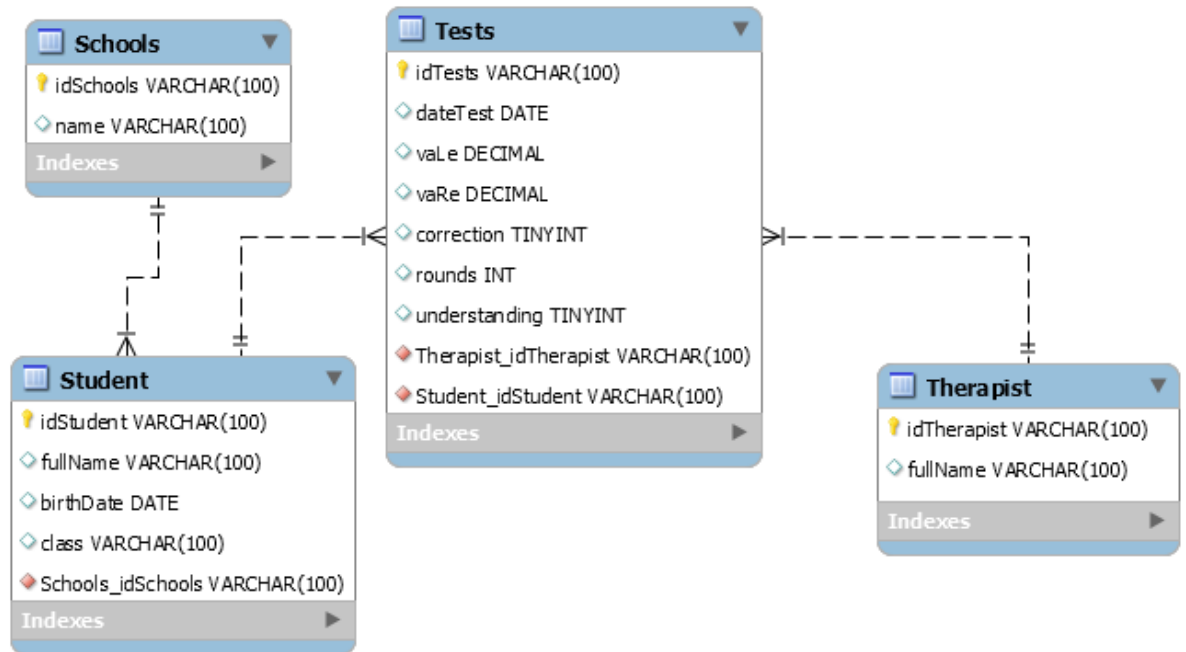 Schools
idSchools VARCHAR(100)
name VARCHAR(100)
Indexes
Tests
idTests VARCHAR(100)
dateTest DATE
vaLe DECIMAL
vaRe DECIMAL
correction TINYINT
rounds INT
understanding TINYINT
Therapist_idTherapist VARCHAR(100)
Student_idStudent VARCHAR(100)
Indexes
Student
idStudent VARCHAR(100)
fullName VARCHAR(100)
birthDate DATE
class VARCHAR(100)
Schools_idSchools VARCHAR(100)
Indexes
Therapist
idTherapist VARCHAR(100)
fullName VARCHAR(100)
Indexes